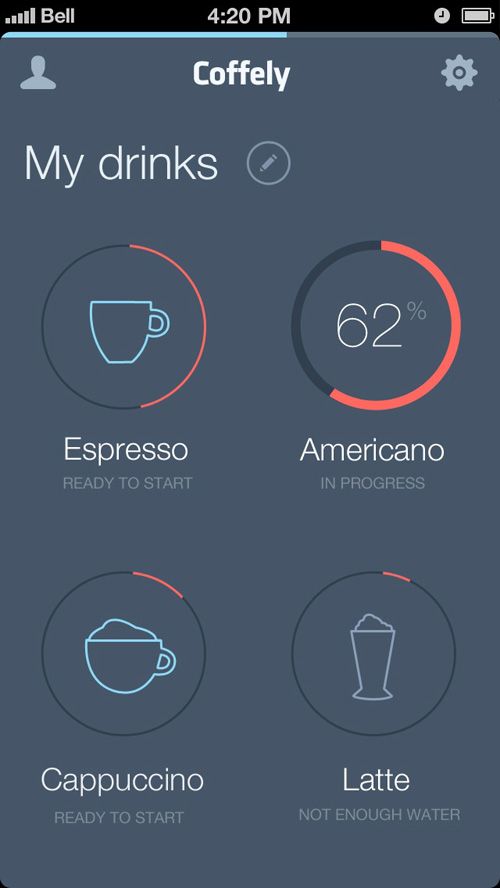 Bell 4:20 PM
Coffely
My drinks
62%
Espresso Americano
READY TO START IN PROGRESS
Cappuccino Latte
READY TO START NOT ENOUGH WATER